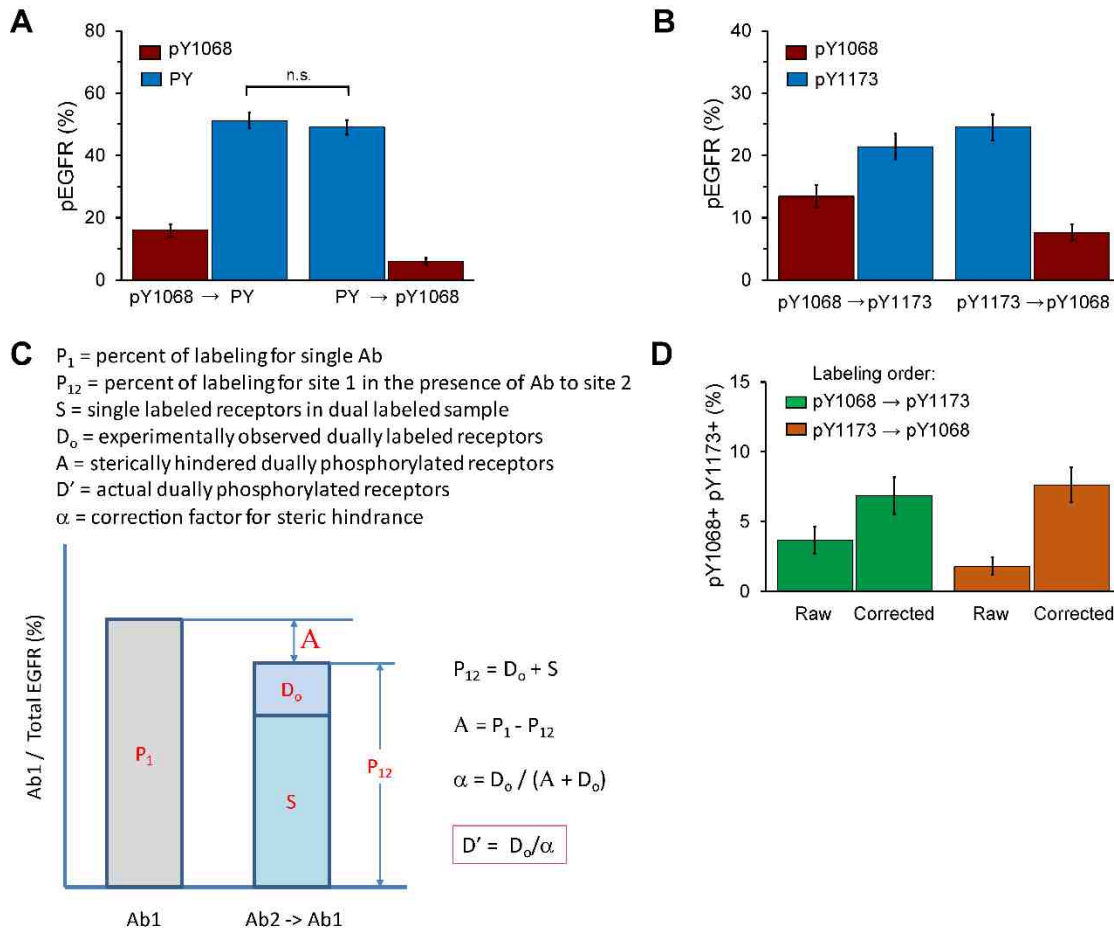 A
pEGFR (%)
80
60
40
20
0
pY1068
PY
n.s.
pY1068 → PY
PY → pY1068
B
pEGFR (%)
40
30
20
10
0
pY1068
pY1173
pY1068 → pY1173
pY1173 → pY1068
C
P₁ = percent of labeling for single Ab
P₁₂ = percent of labeling for site 1 in the presence of Ab to site 2
S = single labeled receptors in dual labeled sample
Dₒ = experimentally observed dually labeled receptors
A = sterically hindered dually phosphorylated receptors
D’ = actual dually phosphorylated receptors
α = correction factor for steric hindrance
Ab1 / Total EGFR (%)
P₁
A
Dₒ
S
P₁₂
Ab1
Ab2 -> Ab1
P₁₂ = Dₒ + S
A = P₁ - P₁₂
α = Dₒ / (A + Dₒ)
D’ = Dₒ/α
D
pY1068+ pY1173+ (%)
15
10
5
0
Labeling order:
pY1068 → pY1173
pY1173 → pY1068
Raw
Corrected
Raw
Corrected